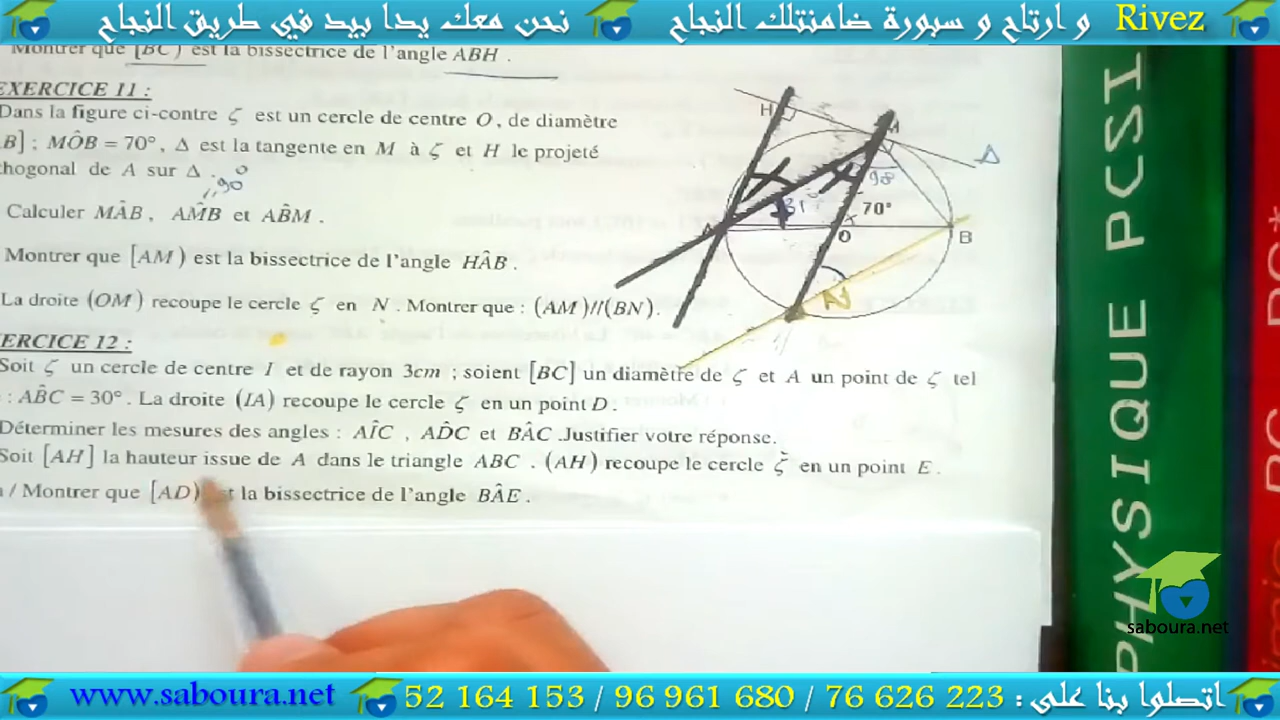 نحن معك يدا بيد في طريق النجاح و ارتاح و سبورة ضامنتلك النجاح Rivez
Montrer que [BC) est la bissectrice de l'angle ABH .
EXERCICE 11 :
Dans la figure ci-contre ζ est un cercle de centre O, de diamètre
B] ; MÔB = 70°, Δ est la tangente en M à ζ et H le projeté
hogonal de A sur Δ .
90°
Calculer MÂB , AM̂B et AB̂M .
Montrer que [AM) est la bissectrice de l'angle HÂB .
La droite (OM) recoupe le cercle ζ en N . Montrer que : (AM)//(BN).
ERCICE 12 :
Soit ζ un cercle de centre I et de rayon 3cm ; soient [BC] un diamètre de ζ et A un point de ζ tel
: AB̂C = 30°. La droite (IA) recoupe le cercle ζ en un point D .
Déterminer les mesures des angles : AÎC , AD̂C et BÂC .Justifier votre réponse.
Soit [AH] la hauteur issue de A dans le triangle ABC . (AH) recoupe le cercle ζ en un point E .
/ Montrer que [AD) est la bissectrice de l'angle BÂE .
H
M
Δ
90°
70°
A
O
B
N
PHYSIQUE PCSI
saboura.net
www.saboura.net 52 164 153 / 96 961 680 / 76 626 223 : اتصلوا بنا على